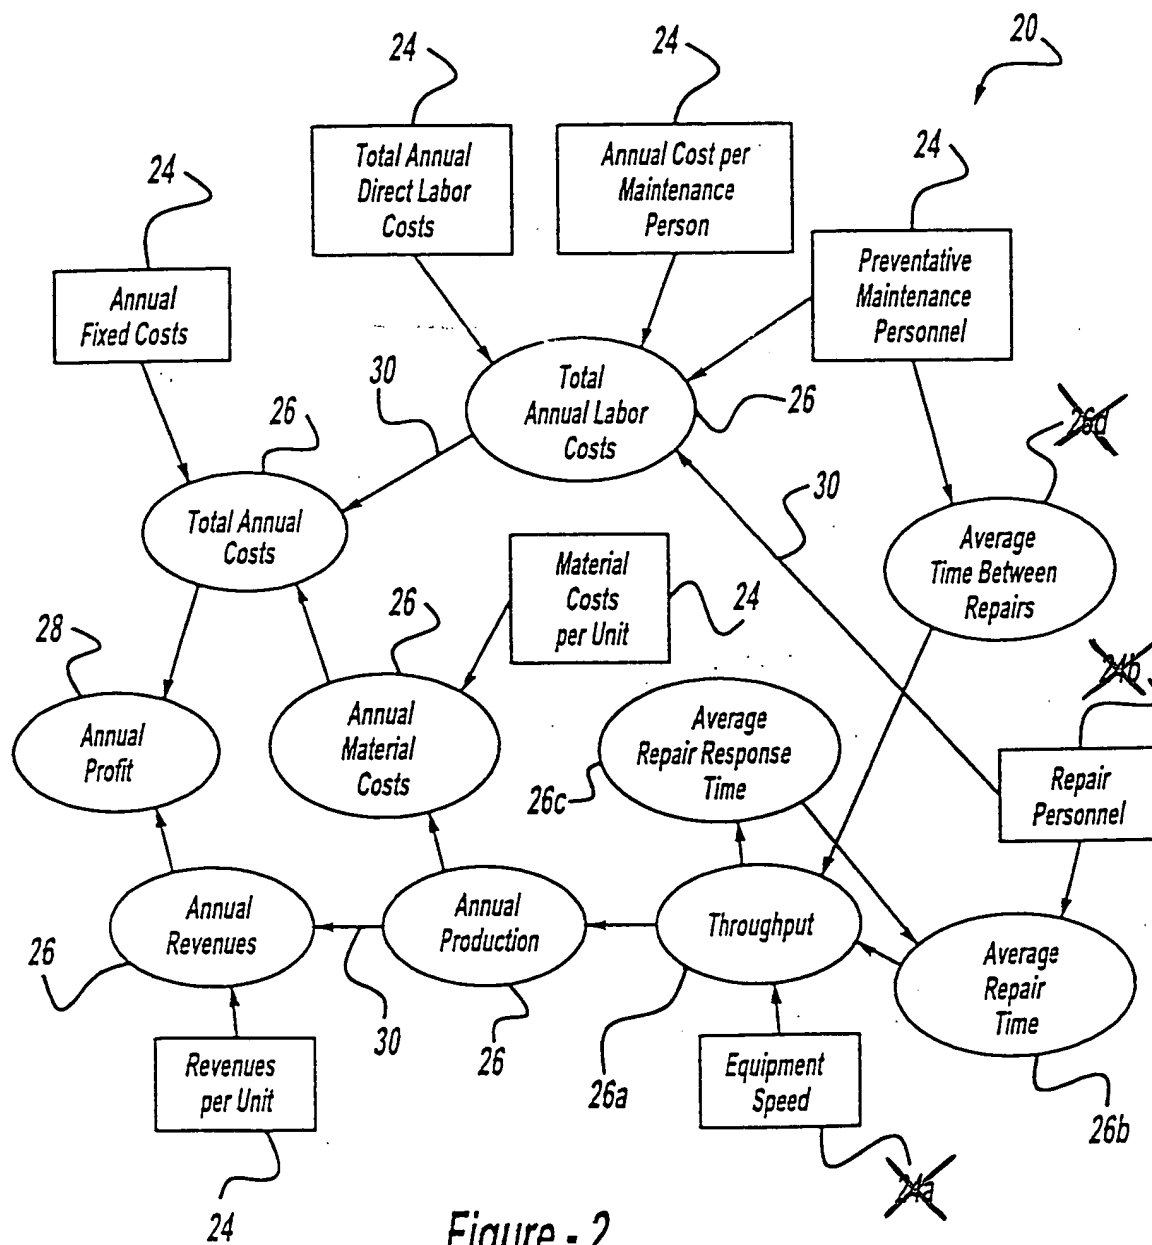 20
24
24
24
24
Total Annual
Direct Labor
Costs
Annual Cost per
Maintenance
Person
Preventative
Maintenance
Personnel
Annual
Fixed Costs
30
26
Total
Annual Labor
Costs
26
26d
Total Annual
Costs
30
Average
Time Between
Repairs
Material
Costs
per Unit
24
26
28
24b
Annual
Profit
Annual
Material
Costs
Average
Repair Response
Time
26c
Repair
Personnel
Annual
Revenues
Annual
Production
Throughput
Average
Repair
Time
26
30
26
26a
26b
Revenues
per Unit
Equipment
Speed
24
24a
Figure - 2